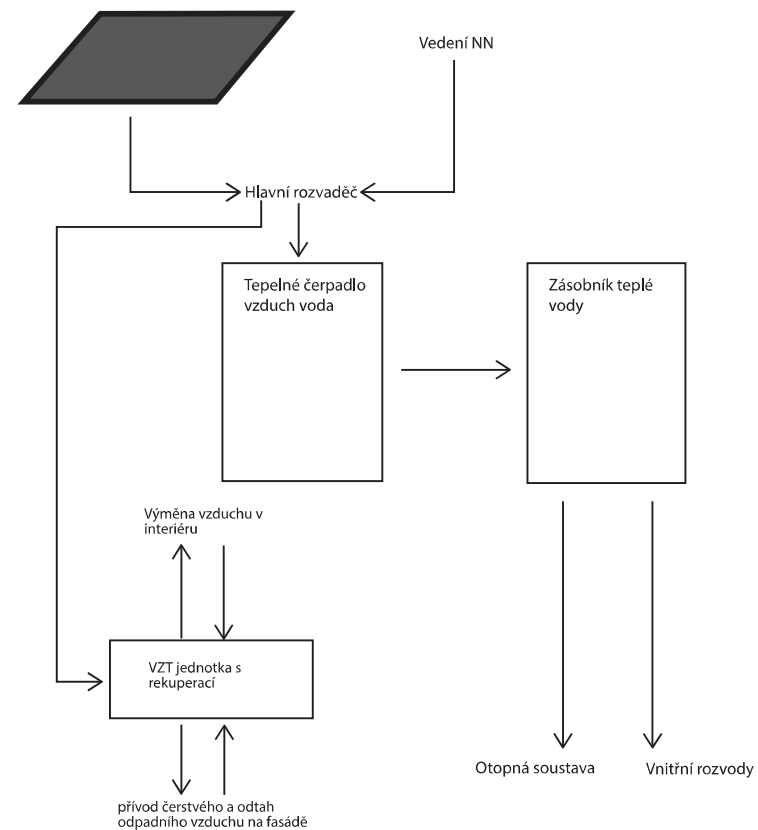 Vedení NN
Hlavní rozvaděč
Tepelné čerpadlo
vzduch voda
Zásobník teplé
vody
Výměna vzduchu v
interiéru
VZT jednotka s
rekuperací
Otopná soustava
Vnitřní rozvody
přívod čerstvého a odtah
odpadního vzduchu na fasádě